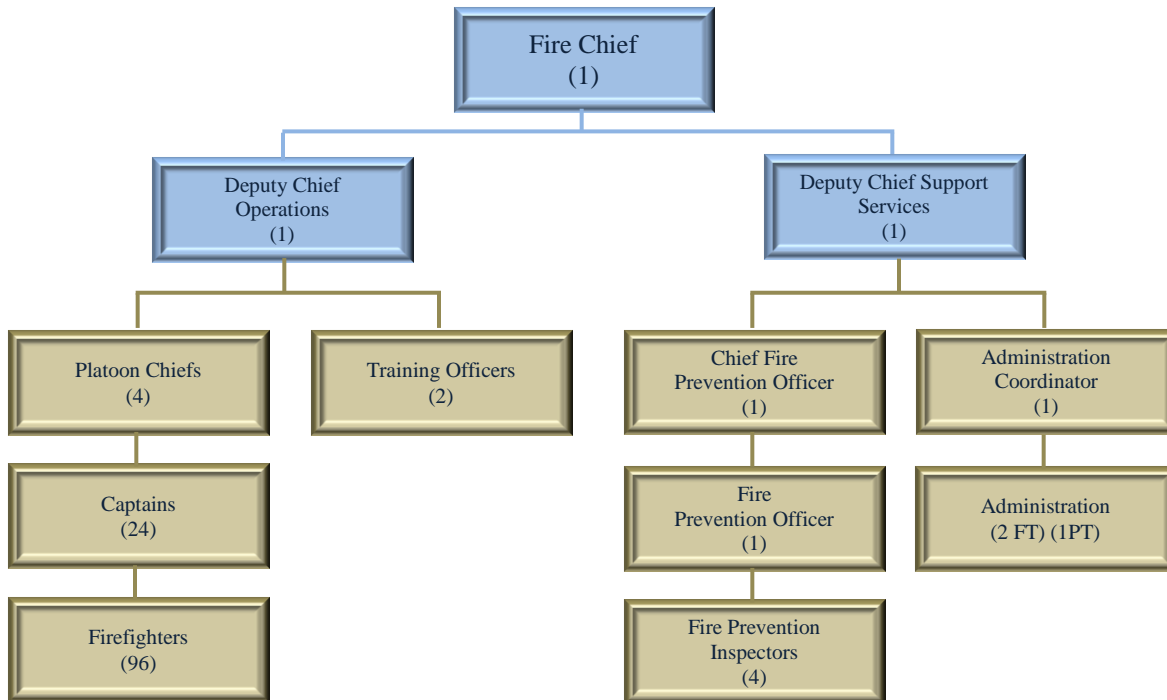 Fire Chief
(1)
Deputy Chief
Operations
(1)
Deputy Chief Support
Services
(1)
Platoon Chiefs
(4)
Training Officers
(2)
Chief Fire
Prevention Officer
(1)
Administration
Coordinator
(1)
Captains
(24)
Fire
Prevention Officer
(1)
Administration
(2 FT) (1PT)
Firefighters
(96)
Fire Prevention
Inspectors
(4)